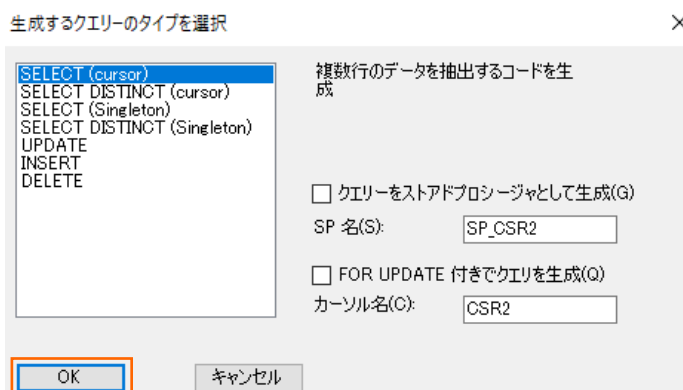 生成するクエリーのタイプを選択
SELECT (cursor)
SELECT DISTINCT (cursor)
SELECT (Singleton)
SELECT DISTINCT (Singleton)
UPDATE
INSERT
DELETE
複数行のデータを抽出するコードを生
成
クエリーをストアドプロシージャとして生成(G)
SP 名(S):
SP_CSR2
FOR UPDATE 付きでクエリを生成(Q)
カーソル名(C):
CSR2
OK
キャンセル